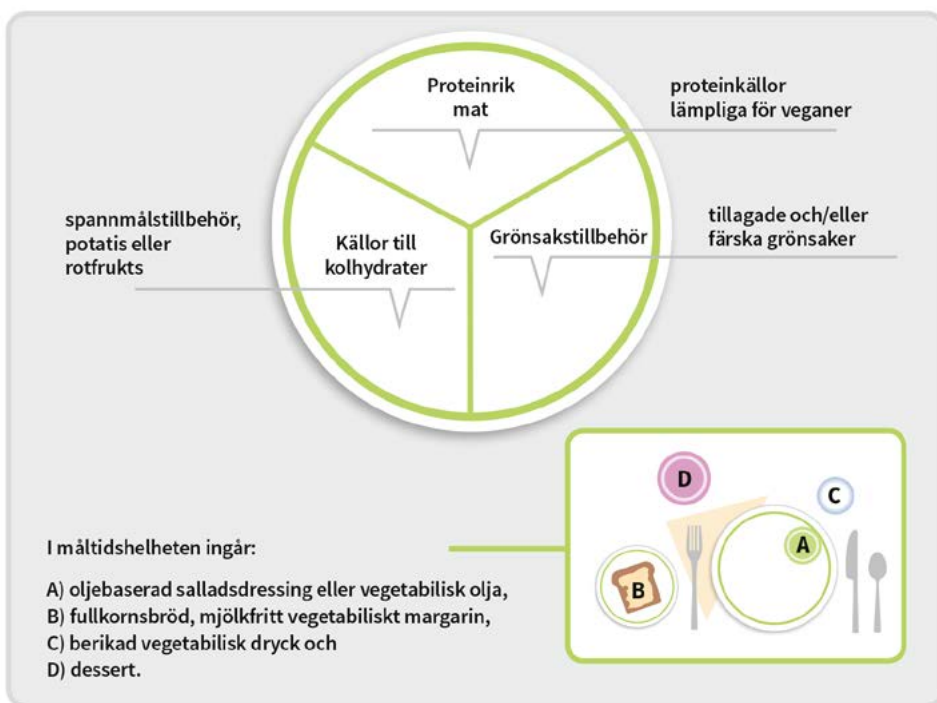 Proteinrik
mat
proteinkällor
lämpliga för veganer
spannmålstillbehör,
potatis eller
rotfrukts
Källor till
kolhydrater
Grönsakstillbehör
tillagade och/eller
färska grönsaker
I måltidshelheten ingår:
A) oljebaserad salladsdressing eller vegetabilisk olja,
B) fullkornsbröd, mjölkfritt vegetabiliskt margarin,
C) berikad vegetabilisk dryck och
D) dessert.
D
C
A
B